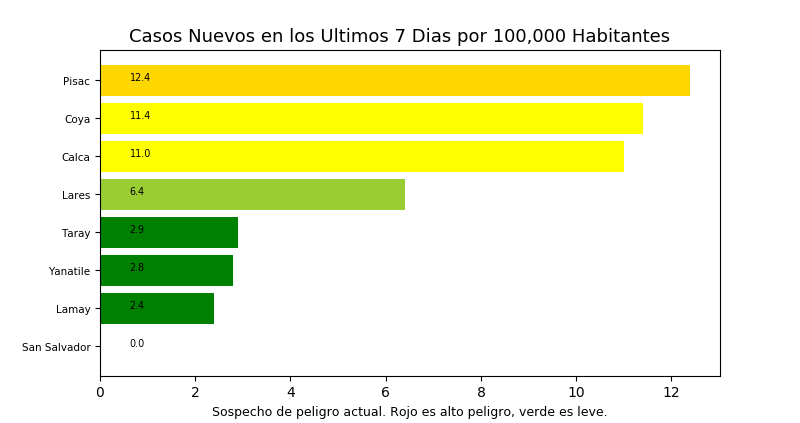 Casos Nuevos en los Ultimos 7 Dias por 100,000 Habitantes
Pisac 12.4
Coya 11.4
Calca 11.0
Lares 6.4
Taray 2.9
Yanatile 2.8
Lamay 2.4
San Salvador 0.0
0 2 4 6 8 10 12
Sospecho de peligro actual. Rojo es alto peligro, verde es leve.